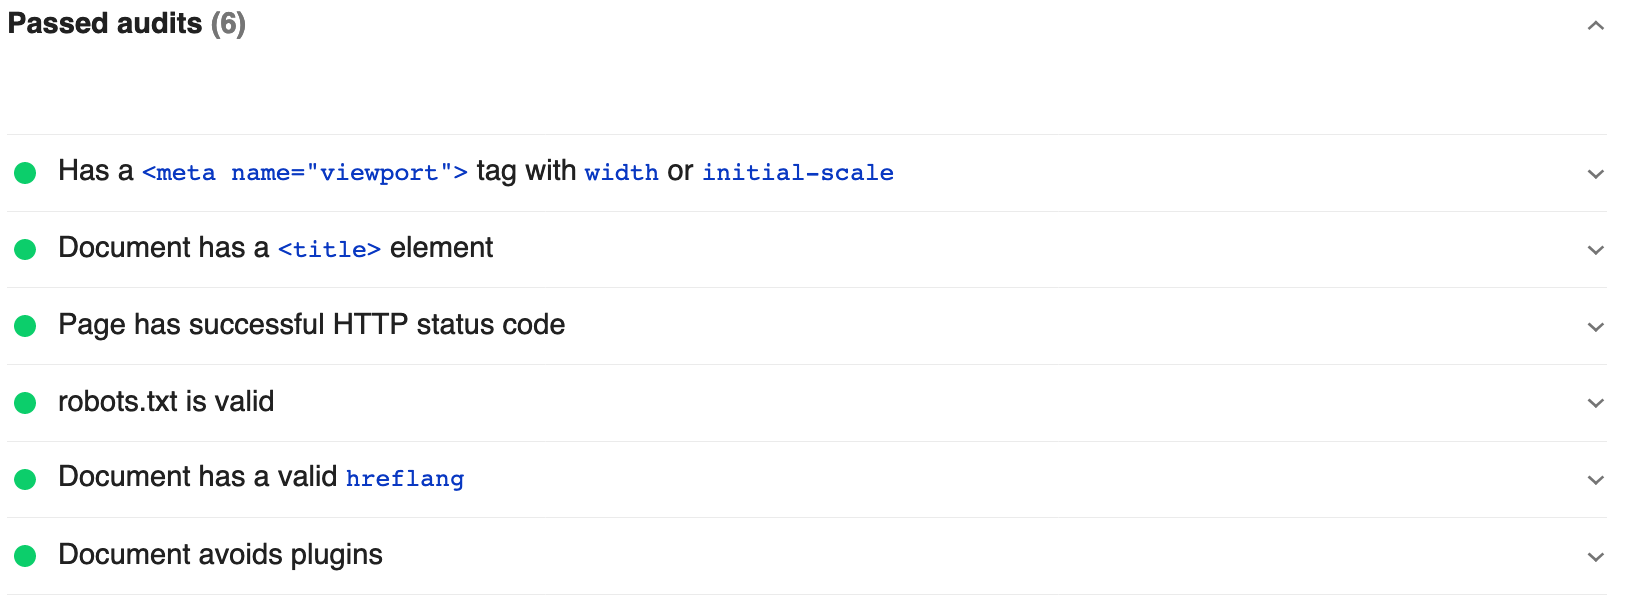 Passed audits (6)
Has a <meta name="viewport"> tag with width or initial-scale
Document has a <title> element
Page has successful HTTP status code
robots.txt is valid
Document has a valid hreflang
Document avoids plugins